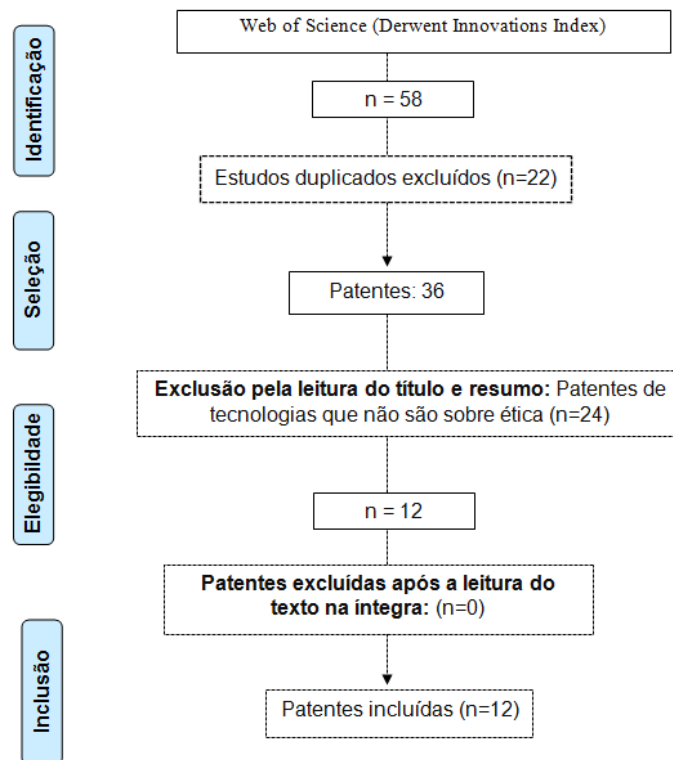 Identificação
Web of Science (Derwent Innovations Index)
n = 58
Estudos duplicados excluídos (n=22)
Seleção
Patentes: 36
Exclusão pela leitura do título e resumo: Patentes de
tecnologias que não são sobre ética (n=24)
Elegibildade
n = 12
Patentes excluídas após a leitura do
texto na íntegra: (n=0)
Inclusão
Patentes incluídas (n=12)